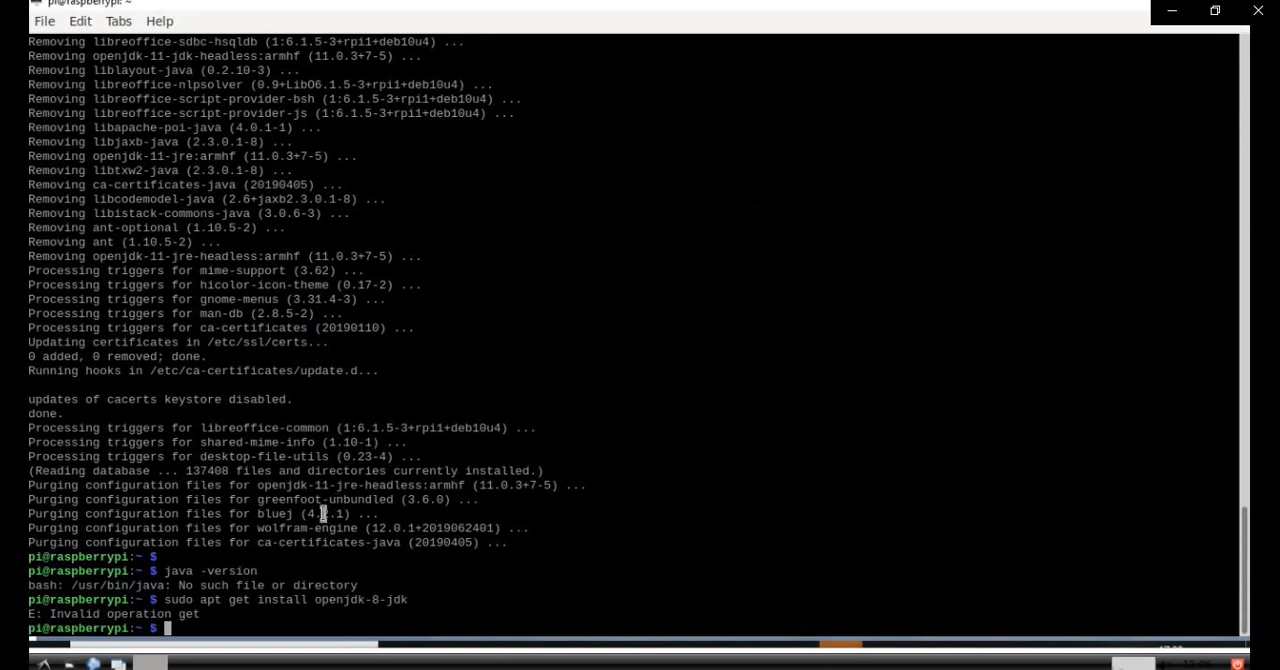 pi@raspberrypi: ~
File Edit Tabs Help
Removing libreoffice-sdbc-hsqldb (1:6.1.5-3+rpi1+deb10u4) ...
Removing openjdk-11-jdk-headless:armhf (11.0.3+7-5) ...
Removing liblayout-java (0.2.10-3) ...
Removing libreoffice-nlpsolver (0.9+LibO6.1.5-3+rpi1+deb10u4) ...
Removing libreoffice-script-provider-bsh (1:6.1.5-3+rpi1+deb10u4) ...
Removing libreoffice-script-provider-js (1:6.1.5-3+rpi1+deb10u4) ...
Removing libapache-poi-java (4.0.1-1) ...
Removing libjaxb-java (2.3.0.1-8) ...
Removing openjdk-11-jre:armhf (11.0.3+7-5) ...
Removing libtxw2-java (2.3.0.1-8) ...
Removing ca-certificates-java (20190405) ...
Removing libcodemodel-java (2.6+jaxb2.3.0.1-8) ...
Removing libistack-commons-java (3.0.6-3) ...
Removing ant-optional (1.10.5-2) ...
Removing ant (1.10.5-2) ...
Removing openjdk-11-jre-headless:armhf (11.0.3+7-5) ...
Processing triggers for mime-support (3.62) ...
Processing triggers for hicolor-icon-theme (0.17-2) ...
Processing triggers for gnome-menus (3.31.4-3) ...
Processing triggers for man-db (2.8.5-2) ...
Processing triggers for ca-certificates (20190110) ...
Updating certificates in /etc/ssl/certs...
0 added, 0 removed; done.
Running hooks in /etc/ca-certificates/update.d...
updates of cacerts keystore disabled.
done.
Processing triggers for libreoffice-common (1:6.1.5-3+rpi1+deb10u4) ...
Processing triggers for shared-mime-info (1.10-1) ...
Processing triggers for desktop-file-utils (0.23-4) ...
(Reading database ... 137408 files and directories currently installed.)
Purging configuration files for openjdk-11-jre-headless:armhf (11.0.3+7-5) ...
Purging configuration files for greenfoot-unbundled (3.6.0) ...
Purging configuration files for bluej ...
Purging configuration files for wolfram-engine (12.0.1+2019062401) ...
Purging configuration files for ca-certificates-java (20190405) ...
pi@raspberrypi:~ $
pi@raspberrypi:~ $ java -version
bash: /usr/bin/java: No such file or directory
pi@raspberrypi:~ $ sudo apt get install openjdk-8-jdk
E: Invalid operation get
pi@raspberrypi:~ $